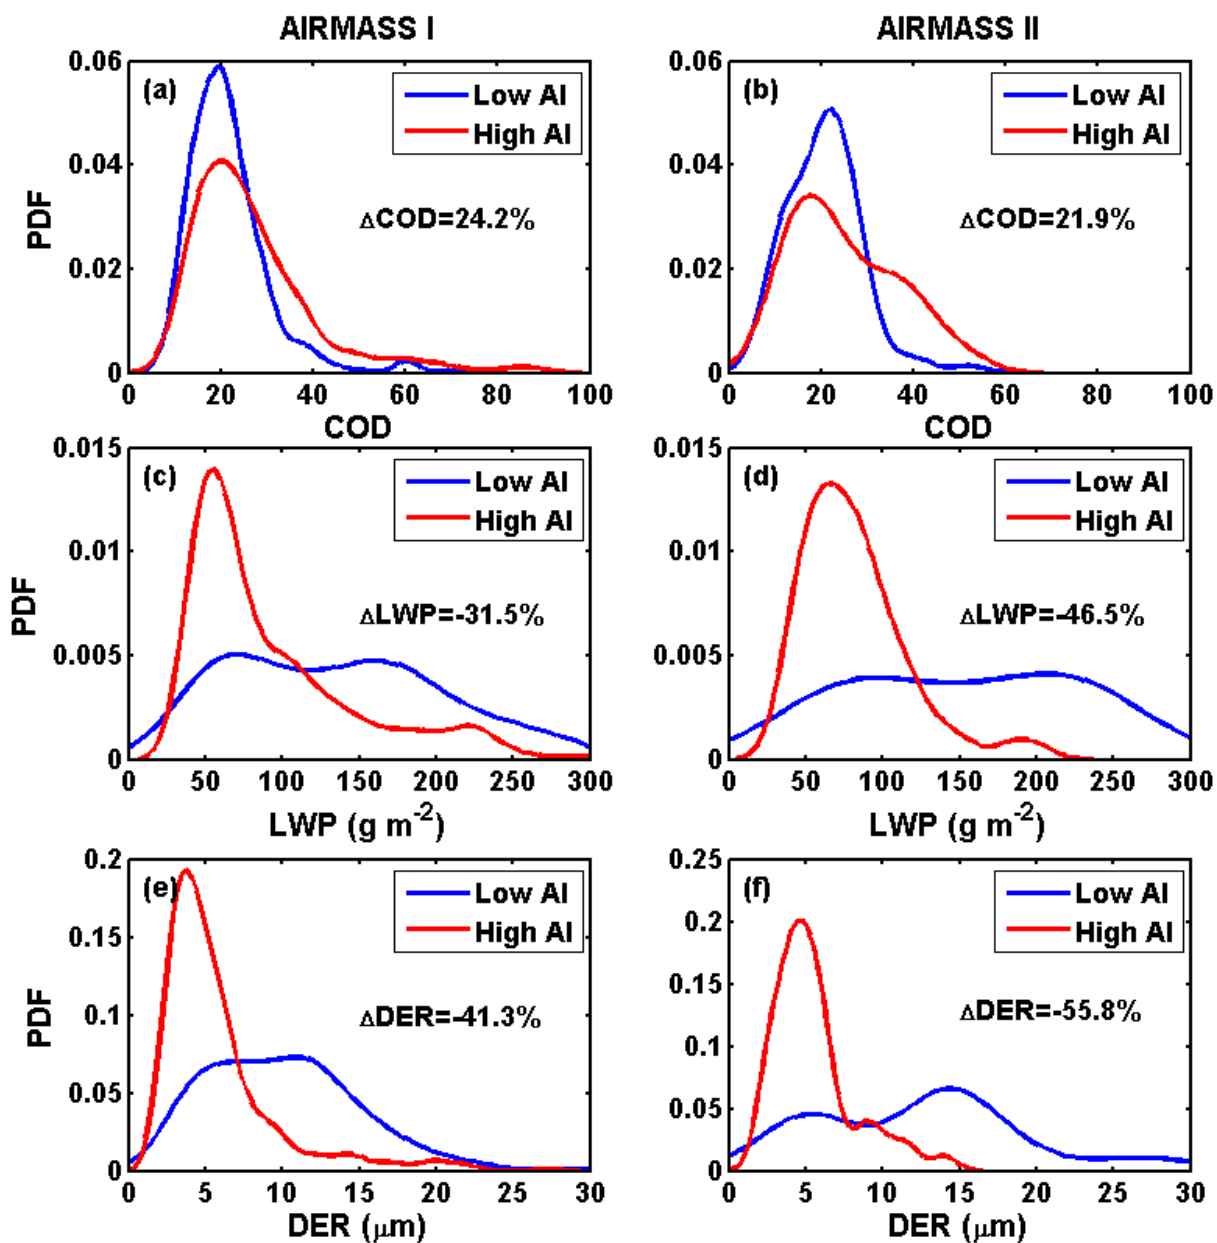 AIRMASS I
AIRMASS II
0.06
0.04
0.02
0
PDF
(a)
Low AI
High AI
ΔCOD=24.2%
0 20 40 60 80 100
COD
0.06
0.04
0.02
0
(b)
Low AI
High AI
ΔCOD=21.9%
0 20 40 60 80 100
COD
0.015
0.01
0.005
0
PDF
(c)
Low AI
High AI
ΔLWP=-31.5%
0 50 100 150 200 250 300
LWP (g m⁻²)
0.015
0.01
0.005
0
(d)
Low AI
High AI
ΔLWP=-46.5%
0 50 100 150 200 250 300
LWP (g m⁻²)
0.2
0.15
0.1
0.05
0
PDF
(e)
Low AI
High AI
ΔDER=-41.3%
0 5 10 15 20 25 30
DER (μm)
0.25
0.2
0.15
0.1
0.05
0
(f)
Low AI
High AI
ΔDER=-55.8%
0 5 10 15 20 25 30
DER (μm)